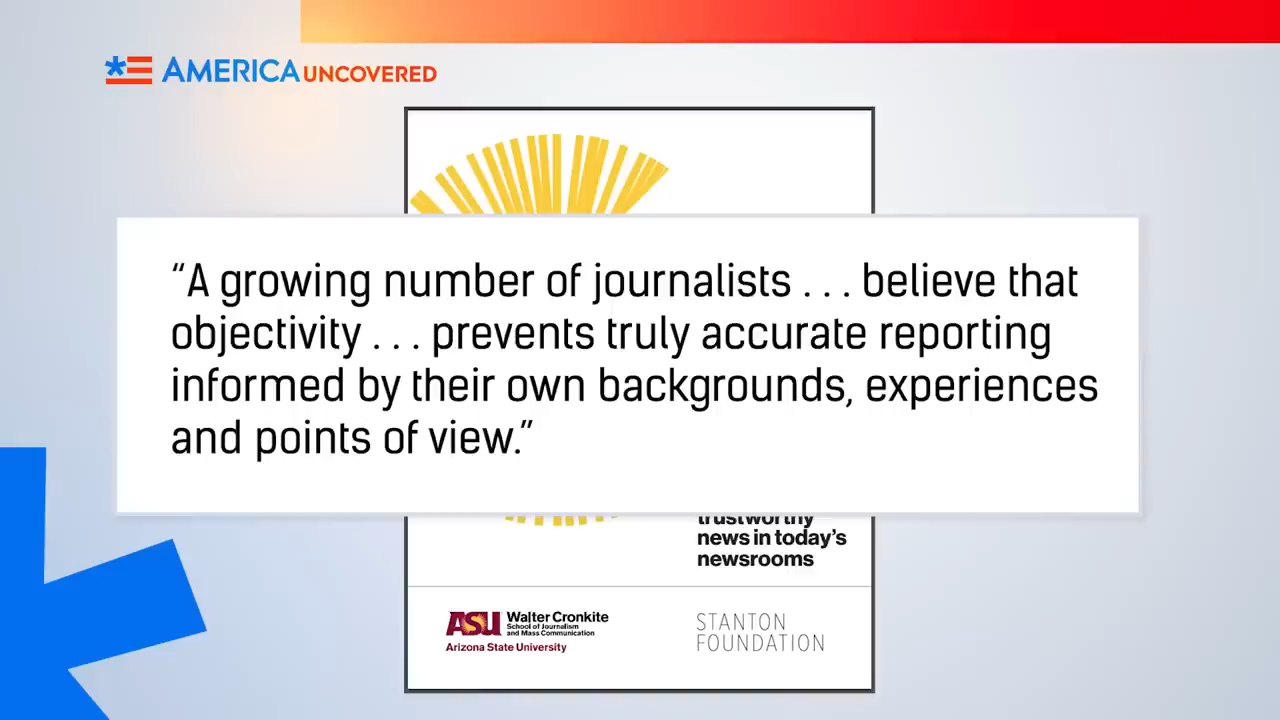 AMERICA UNCOVERED
“A growing number of journalists . . . believe that
objectivity . . . prevents truly accurate reporting
informed by their own backgrounds, experiences
and points of view.”
trustworthy
news in today’s
newsrooms
ASU Walter Cronkite
School of Journalism
and Mass Communication
Arizona State University
STANTON
FOUNDATION